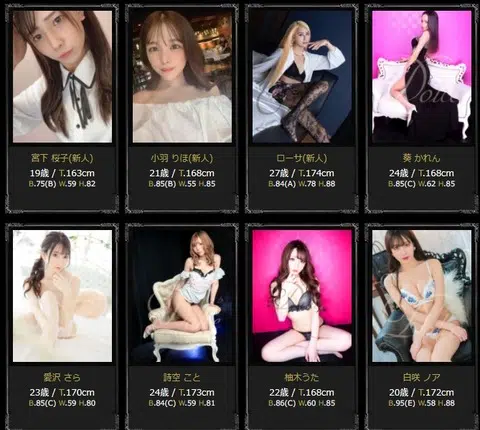 宮下 桜子(新人)
19歳 / T.163cm
B.75(B) W.59 H.82
小羽 りほ(新人)
21歳 / T.168cm
B.85(B) W.55 H.85
ローサ(新人)
27歳 / T.174cm
B.84(A) W.78 H.88
葵 かれん
24歳 / T.168cm
B.85(C) W.62 H.85
愛沢 さら
23歳 / T.170cm
B.85(C) W.59 H.80
詩空 こと
24歳 / T.173cm
B.84(C) W.59 H.81
柚木うた
22歳 / T.168cm
B.86(C) W.60 H.85
白咲 ノア
20歳 / T.172cm
B.95(E) W.58 H.88